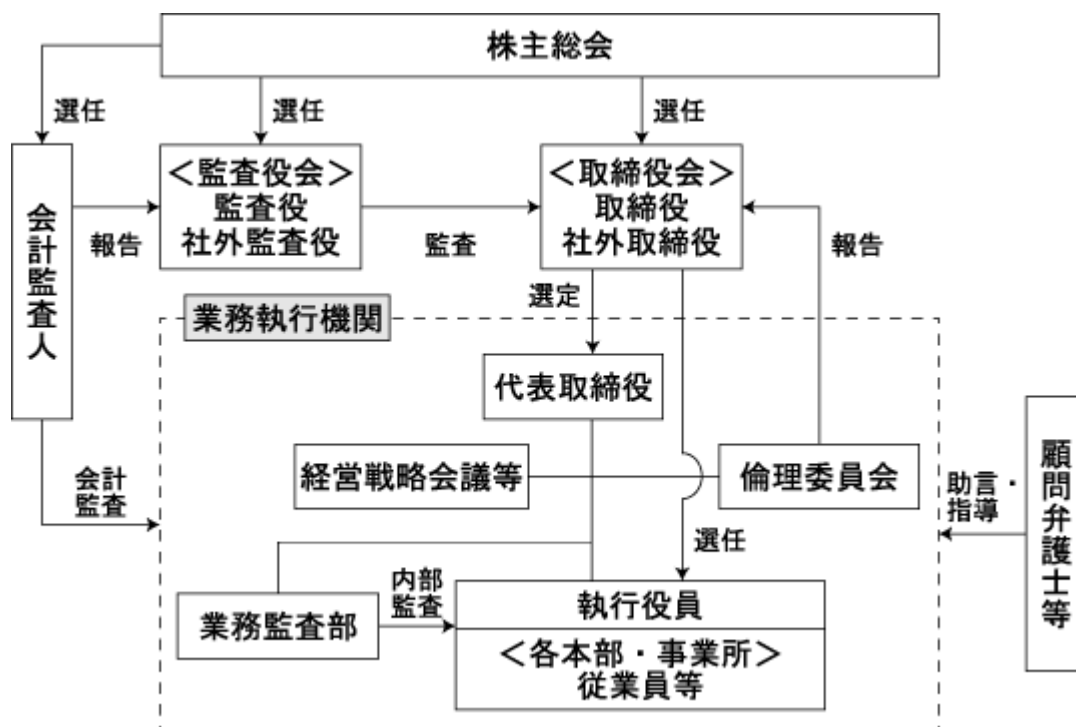 株主総会
選任
選任
選任
会計監査人
＜監査役会＞
監査役
社外監査役
＜取締役会＞
取締役
社外取締役
報告
監査
報告
選定
業務執行機関
代表取締役
経営戦略会議等
倫理委員会
会計
監査
助言・
指導
顧問弁護士等
選任
内部
監査
業務監査部
執行役員
＜各本部・事業所＞
従業員等